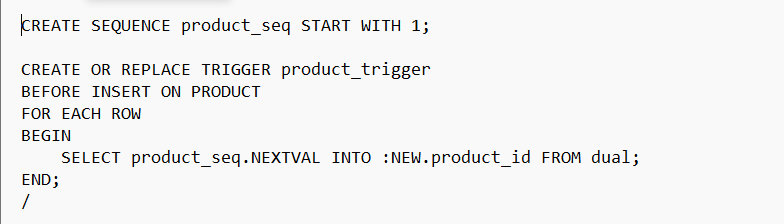 CREATE SEQUENCE product_seq START WITH 1;
CREATE OR REPLACE TRIGGER product_trigger
BEFORE INSERT ON PRODUCT
FOR EACH ROW
BEGIN
    SELECT product_seq.NEXTVAL INTO :NEW.product_id FROM dual;
END;
/